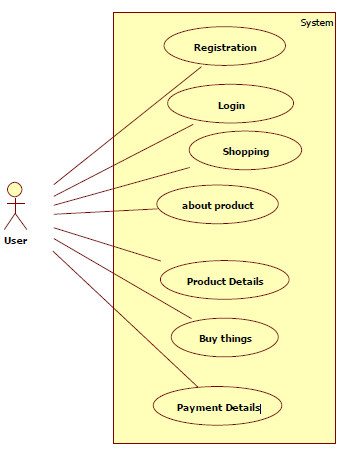 System
Registration
Login
Shopping
about product
User
Product Details
Buy things
Payment Details